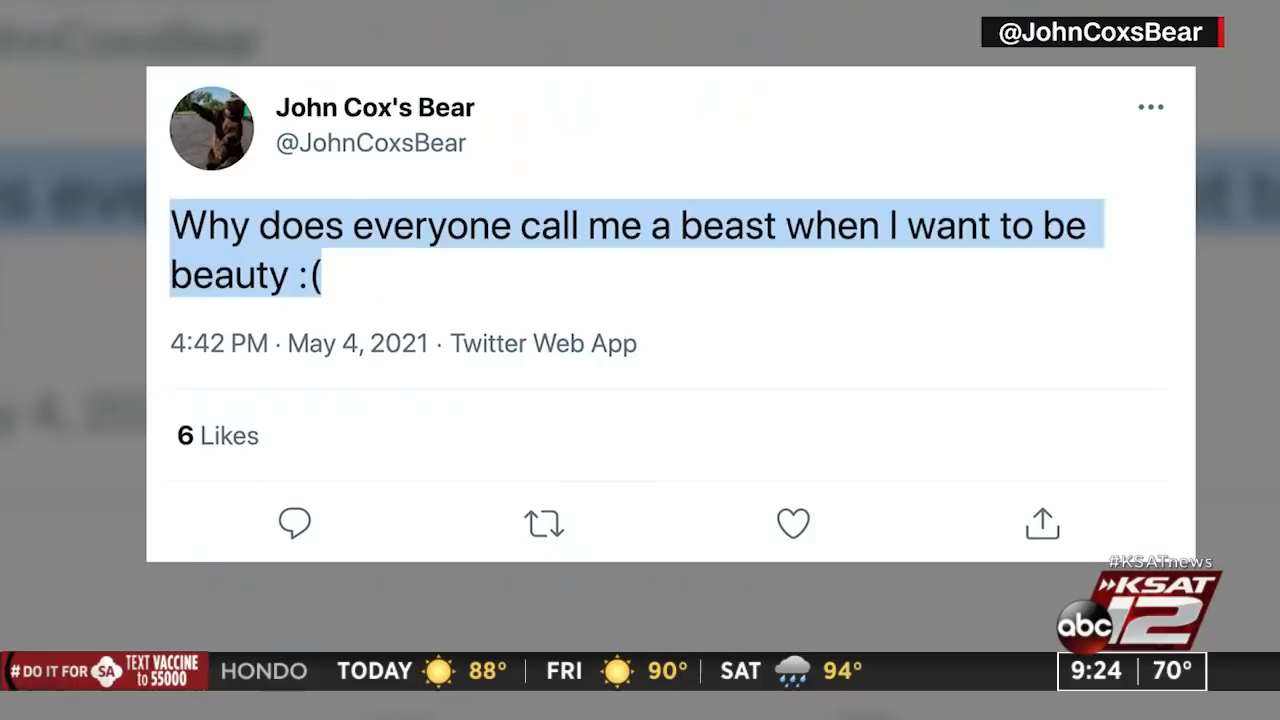 @JohnCoxsBear
John Cox's Bear
@JohnCoxsBear
Why does everyone call me a beast when I want to be
beauty :(
4:42 PM · May 4, 2021 · Twitter Web App
6 Likes
#KSATnews
KSAT
abc 12
#DO IT FOR SA TEXT VACCINE to 55000
HONDO TODAY 88° FRI 90° SAT 94°
9:24 70°